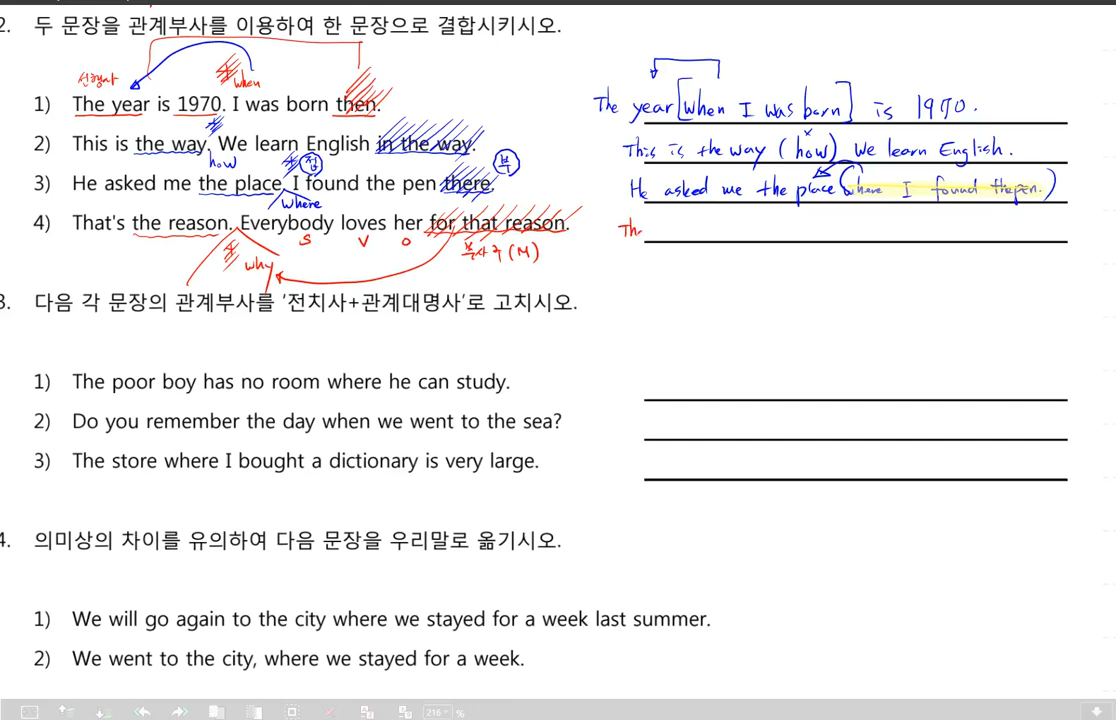 2. 두 문장을 관계부사를 이용하여 한 문장으로 결합시키시오.
선행사 when
1) The year is 1970. I was born then. The year [when I was born] is 1970.
2) This is the way. We learn English in the way. This is the way (how) we learn English.
how 접 부
3) He asked me the place. I found the pen there. He asked me the place (where I found the pen.)
where
4) That's the reason. Everybody loves her for that reason. Th
S V O 부사구 (M)
why
3. 다음 각 문장의 관계부사를 '전치사+관계대명사'로 고치시오.
1) The poor boy has no room where he can study.
2) Do you remember the day when we went to the sea?
3) The store where I bought a dictionary is very large.
4. 의미상의 차이를 유의하여 다음 문장을 우리말로 옮기시오.
1) We will go again to the city where we stayed for a week last summer.
2) We went to the city, where we stayed for a week.
216 %